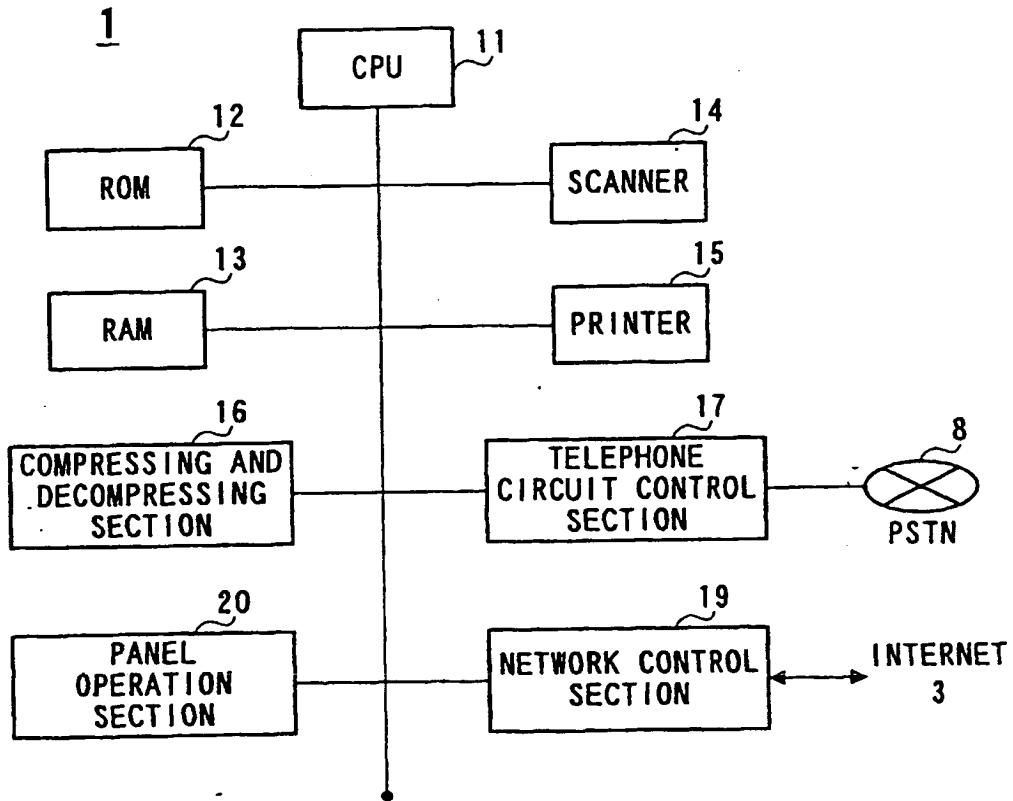 1
CPU
11
12
ROM
14
SCANNER
13
RAM
15
PRINTER
16
COMPRESSING AND
DECOMPRESSING
SECTION
17
TELEPHONE
CIRCUIT CONTROL
SECTION
8
PSTN
20
PANEL
OPERATION
SECTION
19
NETWORK CONTROL
SECTION
INTERNET
3